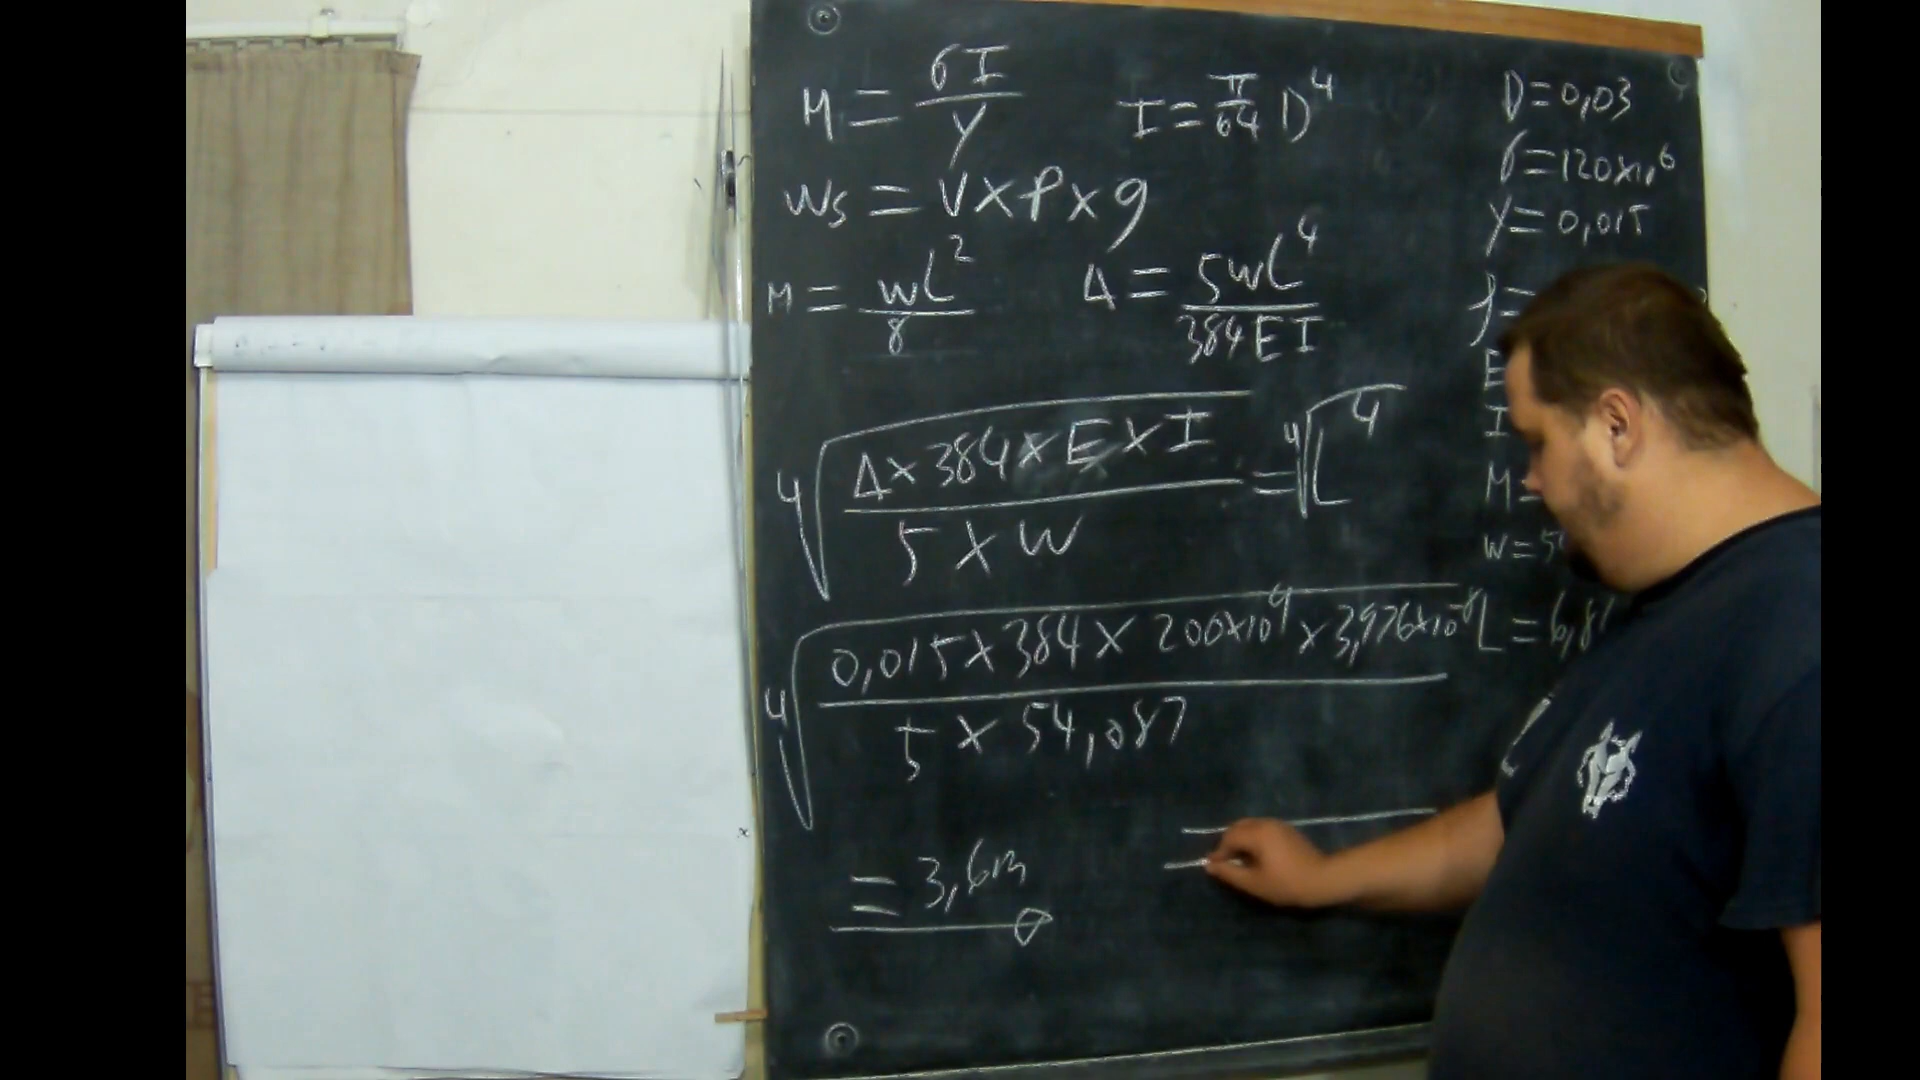 M = σI / y I = π/64 D⁴
Ws = V × ρ × g
M = wL² / 8 Δ = 5wL⁴ / 384EI
⁴√(Δ × 384 × E × I / 5 × W) = ⁴√L⁴
⁴√(0,015 × 384 × 200×10⁹ × 3,976×10⁻⁸ / 5 × 54,087)
= 3,6m
D = 0,03
σ = 120×10⁶
y = 0,015
ρ =
E
I
M =
w = 5
L = 6,8